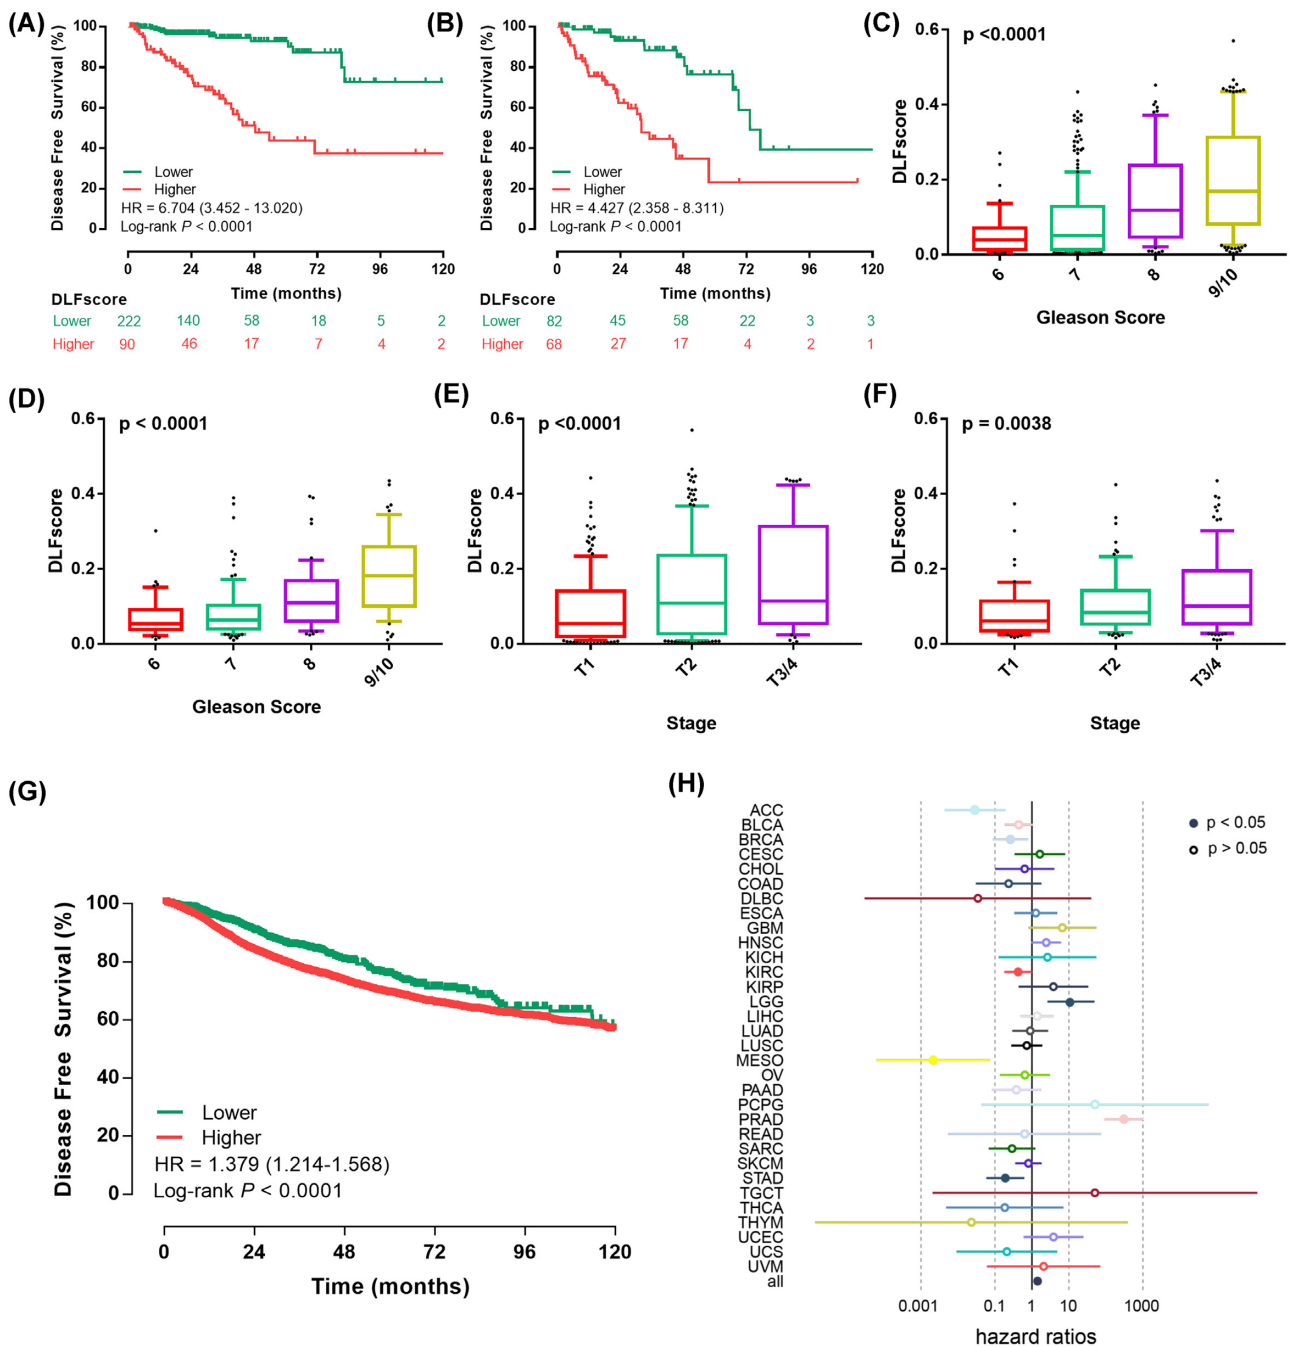 (A)
Disease Free Survival (%)
100
80
60
40
20
0
Lower
Higher
HR = 6.704 (3.452 - 13.020)
Log-rank P < 0.0001
0 24 48 72 96 120
Time (months)
DLFscore
Lower 222 140 58 18 5 2
Higher 90 46 17 7 4 2
(B)
Disease Free Survival (%)
100
80
60
40
20
0
Lower
Higher
HR = 4.427 (2.358 - 8.311)
Log-rank P < 0.0001
0 24 48 72 96 120
Time (months)
DLFscore
Lower 82 45 58 22 3 3
Higher 68 27 17 4 2 1
(C)
p <0.0001
DLFscore
0.6
0.4
0.2
0.0
6 7 8 9/10
Gleason Score
(D)
p < 0.0001
DLFscore
0.6
0.4
0.2
0.0
6 7 8 9/10
Gleason Score
(E)
p <0.0001
DLFscore
0.6
0.4
0.2
0.0
T1 T2 T3/4
Stage
(F)
p = 0.0038
DLFscore
0.6
0.4
0.2
0.0
T1 T2 T3/4
Stage
(G)
Disease Free Survival (%)
100
80
60
40
20
0
Lower
Higher
HR = 1.379 (1.214-1.568)
Log-rank P < 0.0001
0 24 48 72 96 120
Time (months)
(H)
ACC
BLCA
BRCA
CESC
CHOL
COAD
DLBC
ESCA
GBM
HNSC
KICH
KIRC
KIRP
LGG
LIHC
LUAD
LUSC
MESO
OV
PAAD
PCPG
PRAD
READ
SARC
SKCM
STAD
TGCT
THCA
THYM
UCEC
UCS
UVM
all
p < 0.05
p > 0.05
0.001 0.1 1 10 1000
hazard ratios